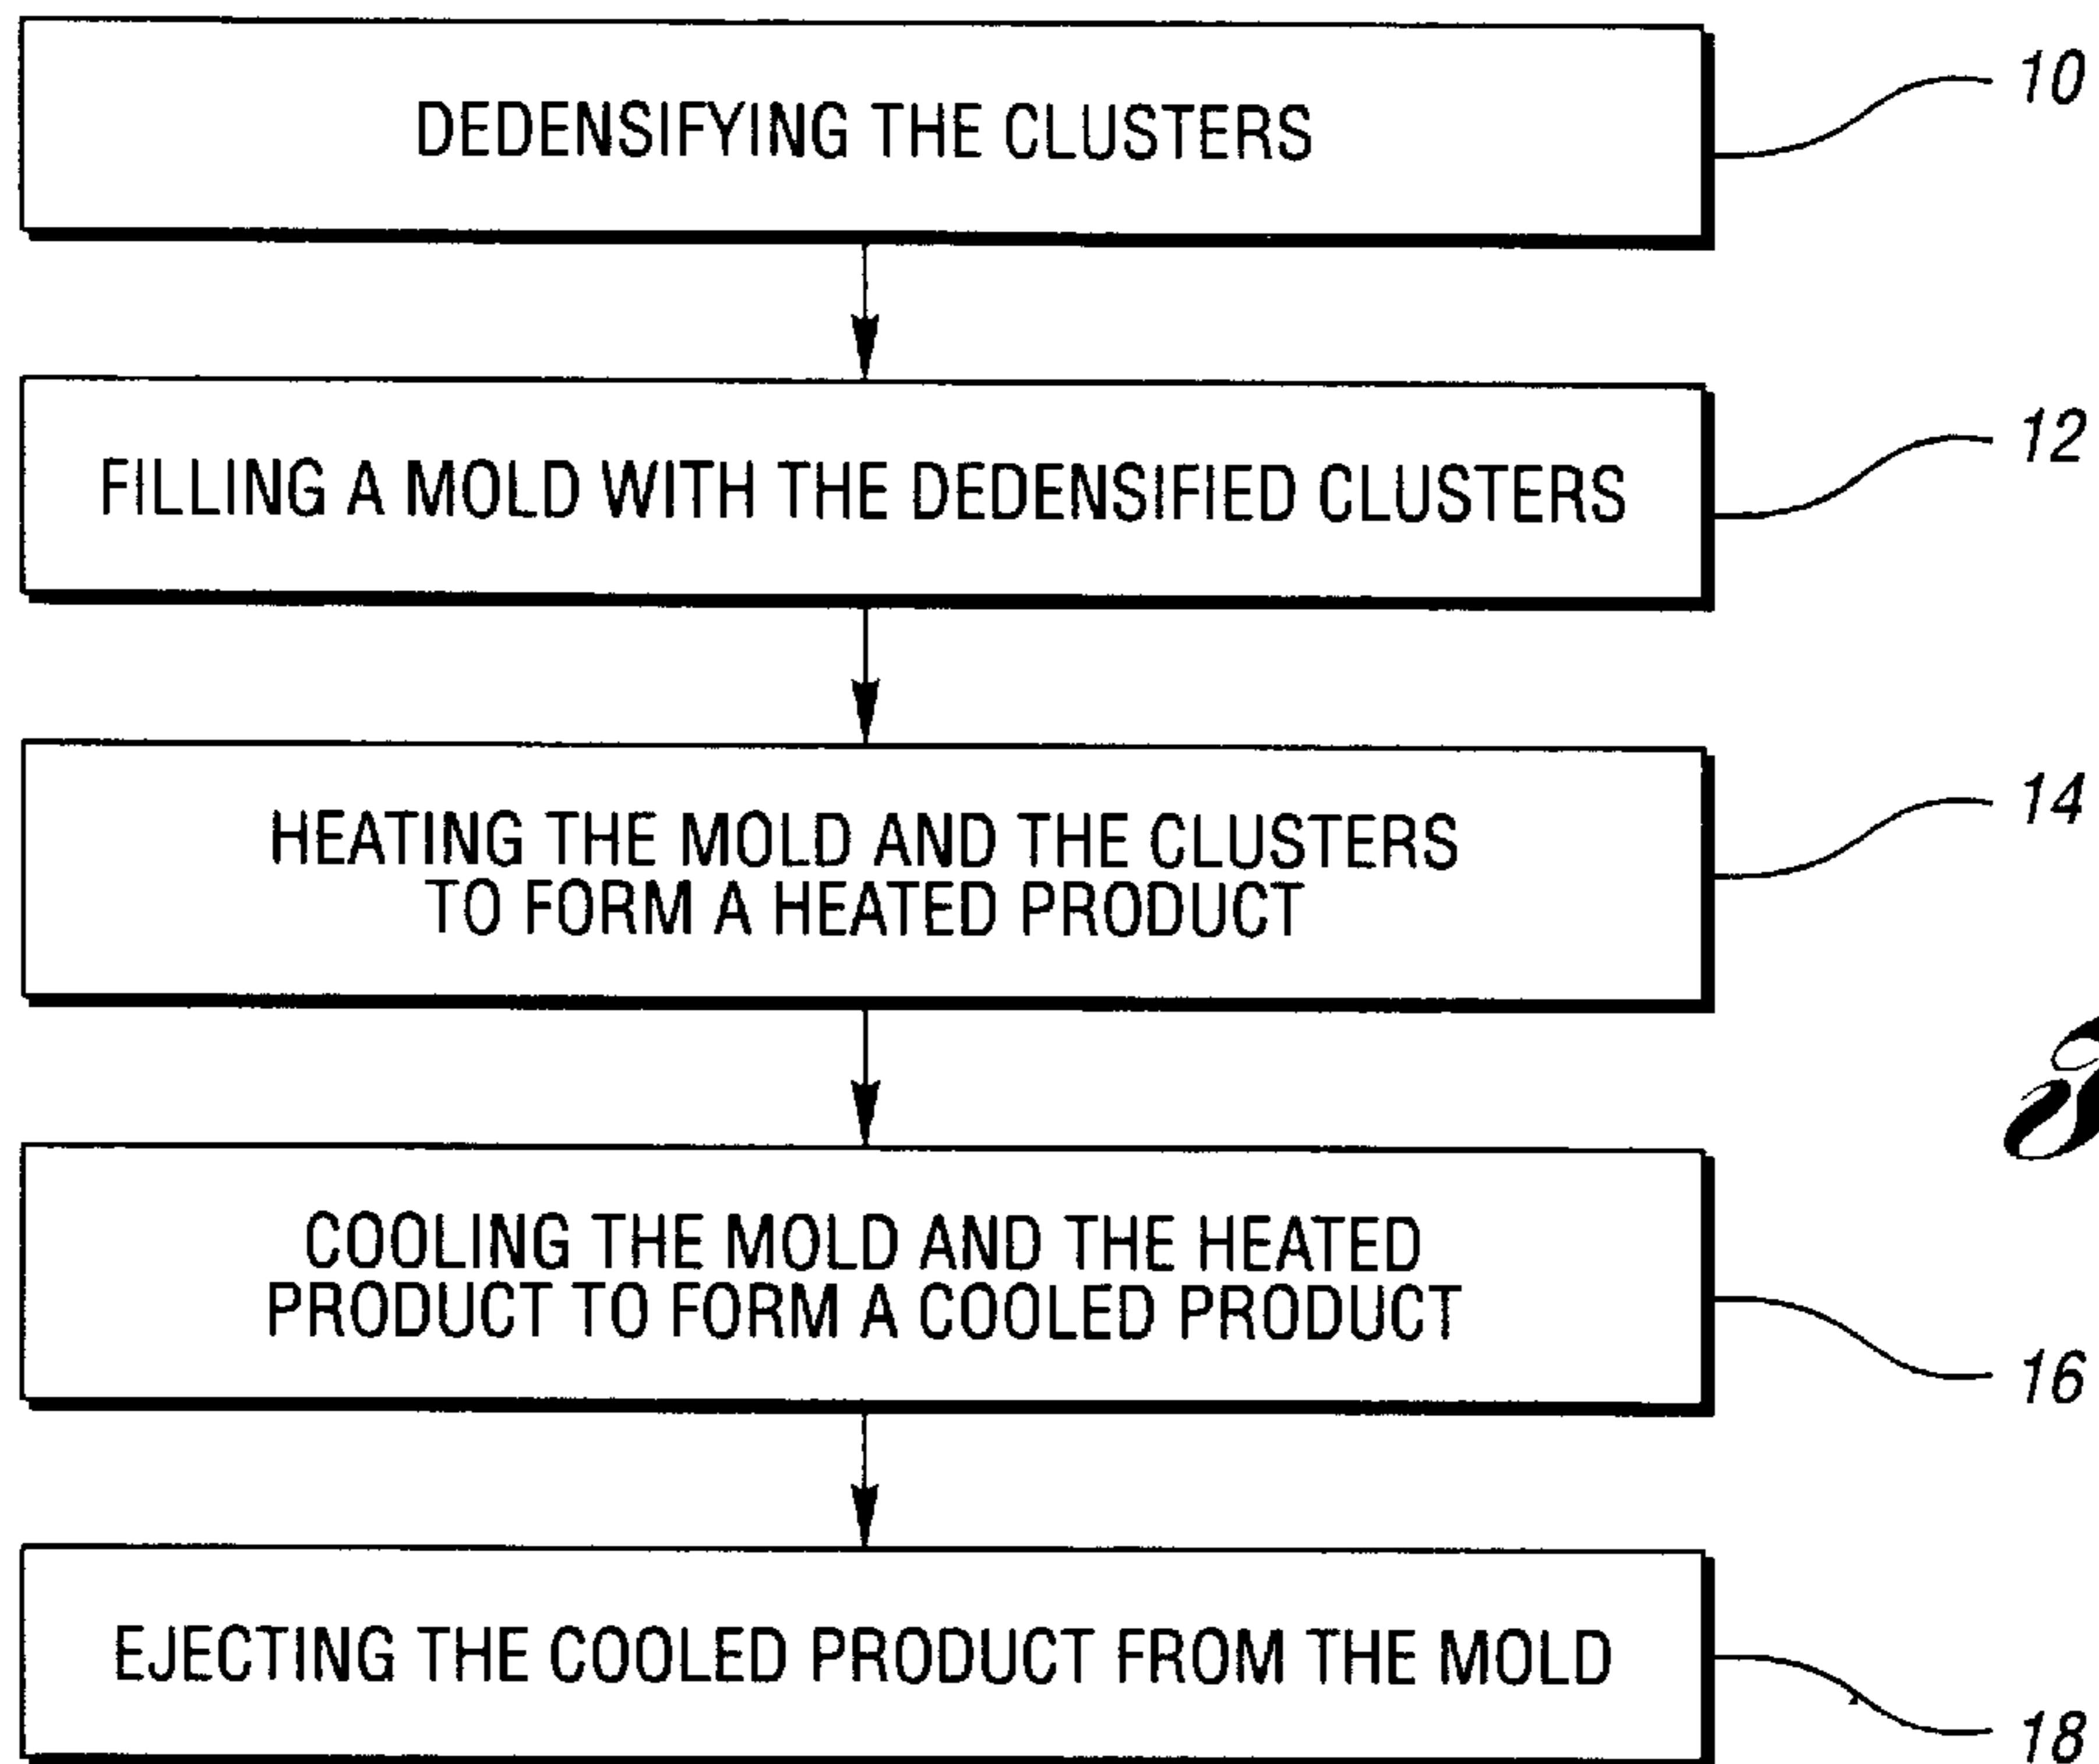 DEDENSIFYING THE CLUSTERS
10
FILLING A MOLD WITH THE DEDENSIFIED CLUSTERS
12
HEATING THE MOLD AND THE CLUSTERS
TO FORM A HEATED PRODUCT
14
COOLING THE MOLD AND THE HEATED
PRODUCT TO FORM A COOLED PRODUCT
16
EJECTING THE COOLED PRODUCT FROM THE MOLD
18